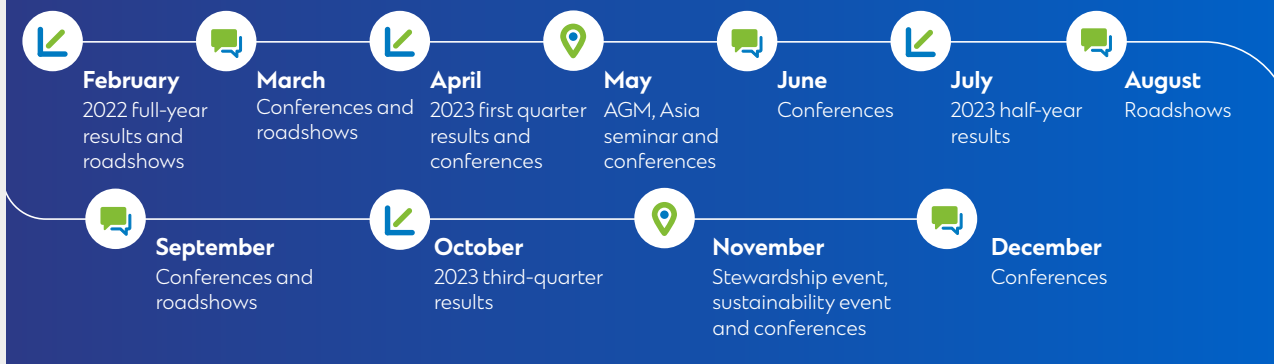 February
2022 full-year
results and
roadshows
March
Conferences and
roadshows
April
2023 first quarter
results and
conferences
May
AGM, Asia
seminar and
conferences
June
Conferences
July
2023 half-year
results
August
Roadshows
September
Conferences and
roadshows
October
2023 third-quarter
results
November
Stewardship event,
sustainability event
and conferences
December
Conferences